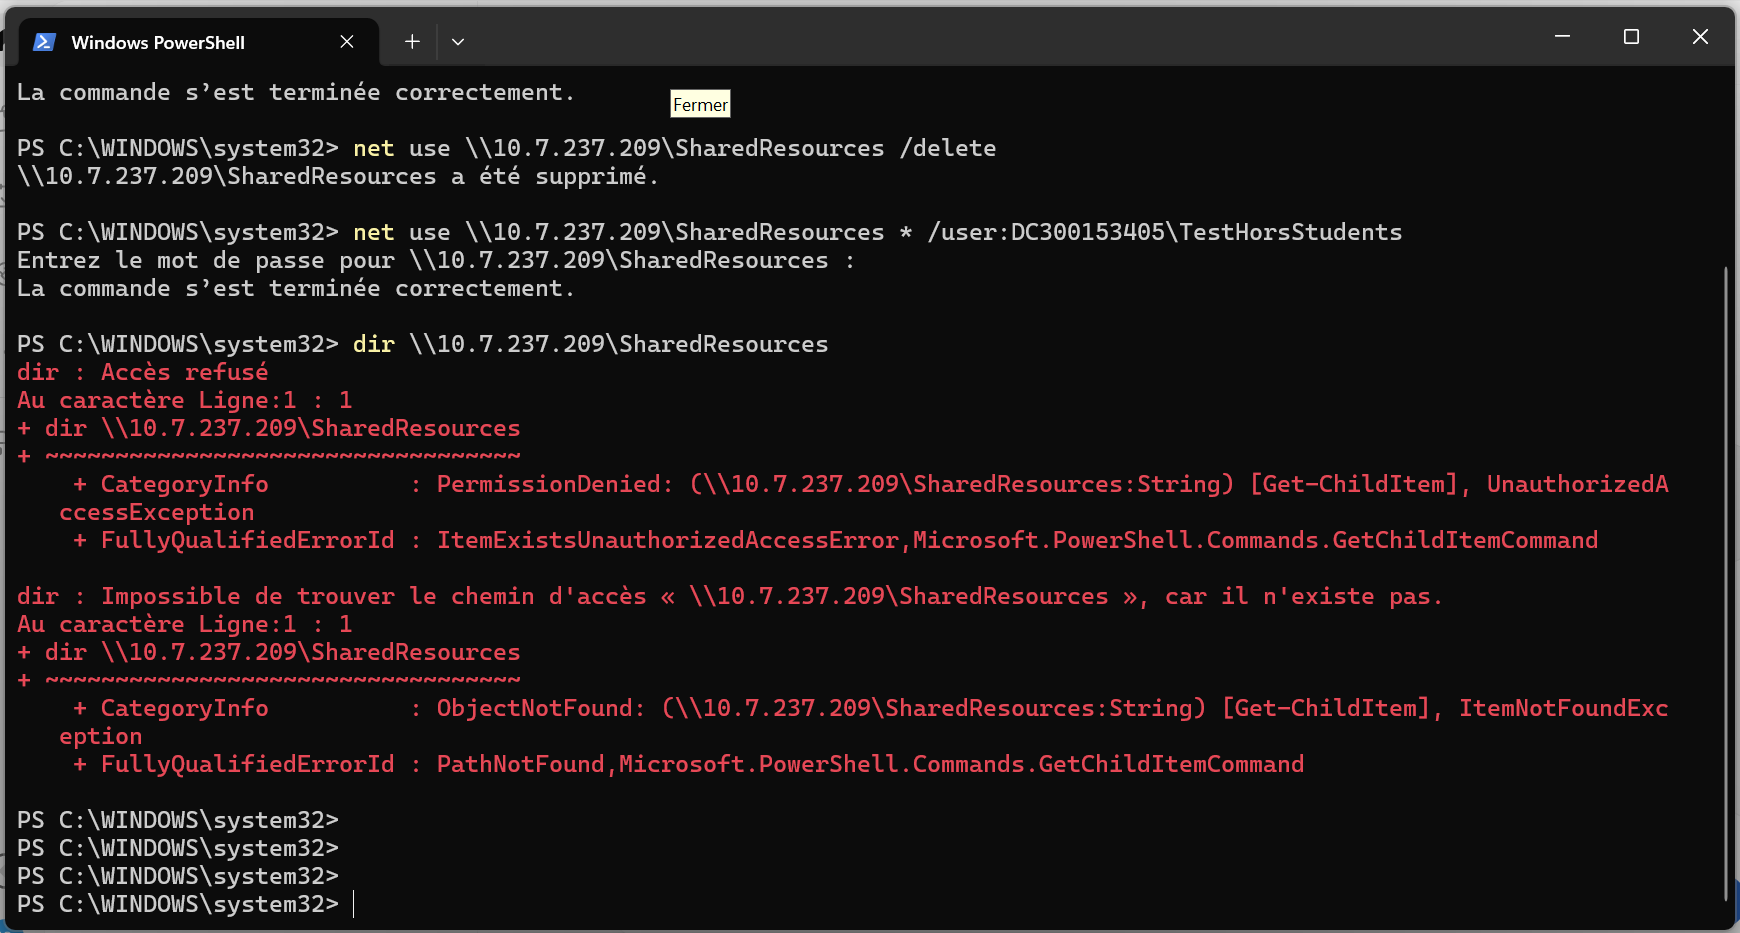 Windows PowerShell
La commande s’est terminée correctement.
Fermer
PS C:\WINDOWS\system32> net use \\10.7.237.209\SharedResources /delete
\\10.7.237.209\SharedResources a été supprimé.
PS C:\WINDOWS\system32> net use \\10.7.237.209\SharedResources * /user:DC300153405\TestHorsStudents
Entrez le mot de passe pour \\10.7.237.209\SharedResources :
La commande s’est terminée correctement.
PS C:\WINDOWS\system32> dir \\10.7.237.209\SharedResources
dir : Accès refusé
Au caractère Ligne:1 : 1
+ dir \\10.7.237.209\SharedResources
+ ~~~~~~~~~~~~~~~~~~~~~~~~~~~~~~~~~~
    + CategoryInfo          : PermissionDenied: (\\10.7.237.209\SharedResources:String) [Get-ChildItem], UnauthorizedA
   ccessException
    + FullyQualifiedErrorId : ItemExistsUnauthorizedAccessError,Microsoft.PowerShell.Commands.GetChildItemCommand
dir : Impossible de trouver le chemin d'accès « \\10.7.237.209\SharedResources », car il n'existe pas.
Au caractère Ligne:1 : 1
+ dir \\10.7.237.209\SharedResources
+ ~~~~~~~~~~~~~~~~~~~~~~~~~~~~~~~~~~
    + CategoryInfo          : ObjectNotFound: (\\10.7.237.209\SharedResources:String) [Get-ChildItem], ItemNotFoundExc
   eption
    + FullyQualifiedErrorId : PathNotFound,Microsoft.PowerShell.Commands.GetChildItemCommand
PS C:\WINDOWS\system32>
PS C:\WINDOWS\system32>
PS C:\WINDOWS\system32>
PS C:\WINDOWS\system32>